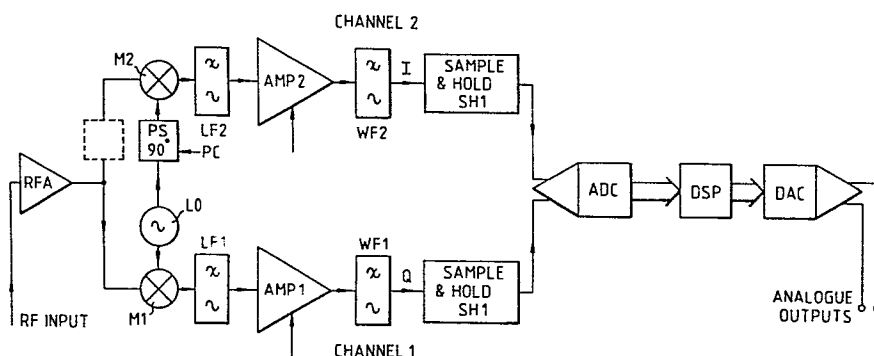 CHANNEL 2
M2
AMP2
I
SAMPLE
& HOLD
SH1
LF2
WF2
PS
90°
PC
RFA
LO
ADC
DSP
DAC
LF1
WF1
AMP1
Q
SAMPLE
& HOLD
SH1
M1
RF INPUT
CHANNEL 1
ANALOGUE
OUTPUTS